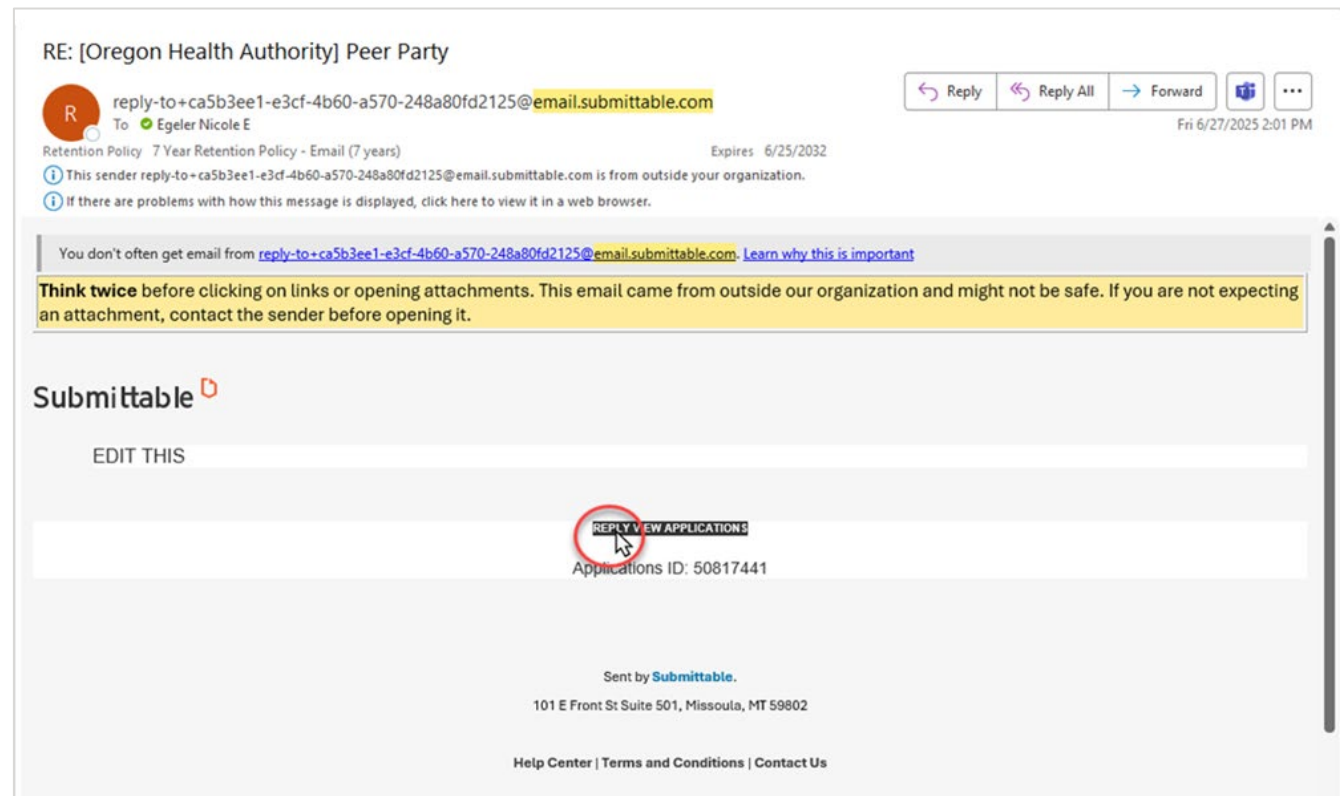 RE: [Oregon Health Authority] Peer Party
R
reply-to+ca5b3ee1-e3cf-4b60-a570-248a80fd2125@email.submittable.com
Reply
Reply All
Forward
To Egeler Nicole E
Fri 6/27/2025 2:01 PM
Retention Policy 7 Year Retention Policy - Email (7 years) Expires 6/25/2032
This sender reply-to+ca5b3ee1-e3cf-4b60-a570-248a80fd2125@email.submittable.com is from outside your organization.
If there are problems with how this message is displayed, click here to view it in a web browser.
You don't often get email from reply-to+ca5b3ee1-e3cf-4b60-a570-248a80fd2125@email.submittable.com. Learn why this is important
Think twice before clicking on links or opening attachments. This email came from outside our organization and might not be safe. If you are not expecting
an attachment, contact the sender before opening it.
Submittable
EDIT THIS
REPLY VIEW APPLICATIONS
Applications ID: 50817441
Sent by Submittable.
101 E Front St Suite 501, Missoula, MT 59802
Help Center | Terms and Conditions | Contact Us